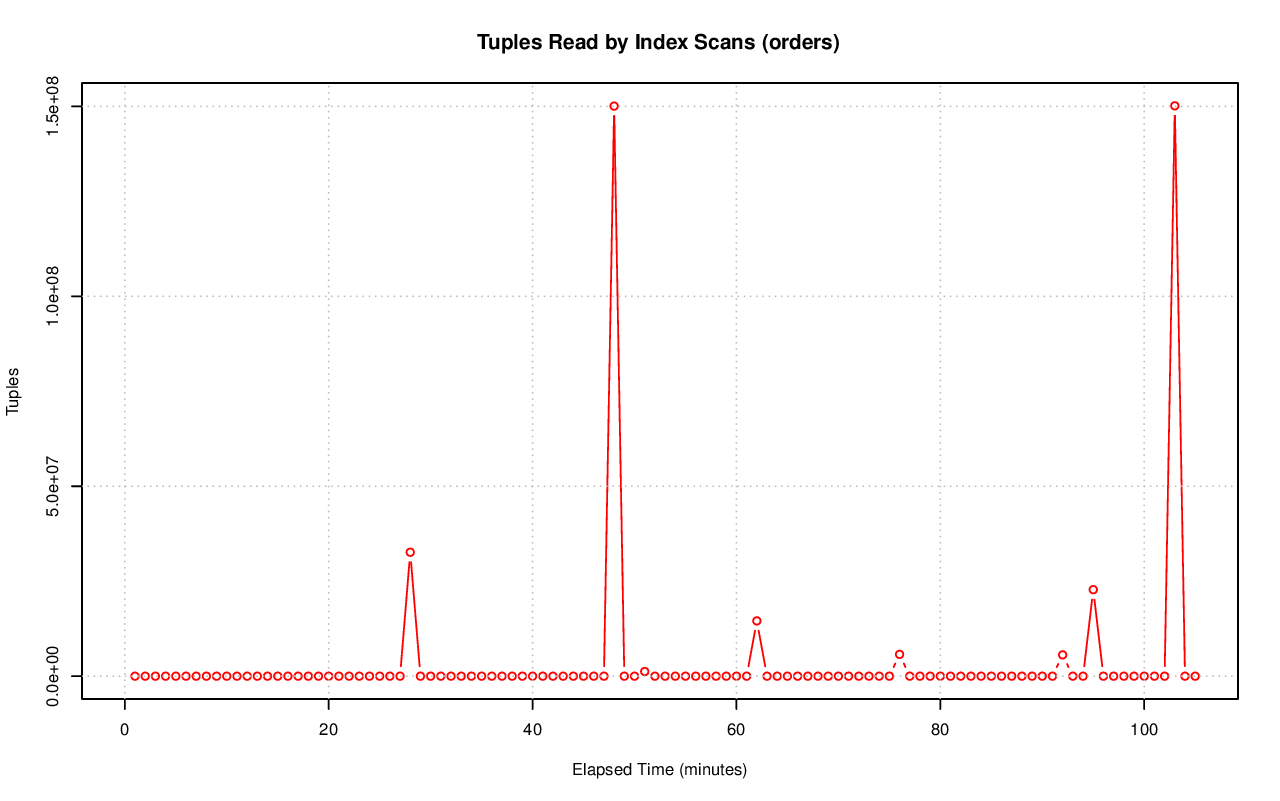 Tuples Read by Index Scans (orders)
1.5e+08
1.0e+08
5.0e+07
0.0e+00
Tuples
0 20 40 60 80 100
Elapsed Time (minutes)